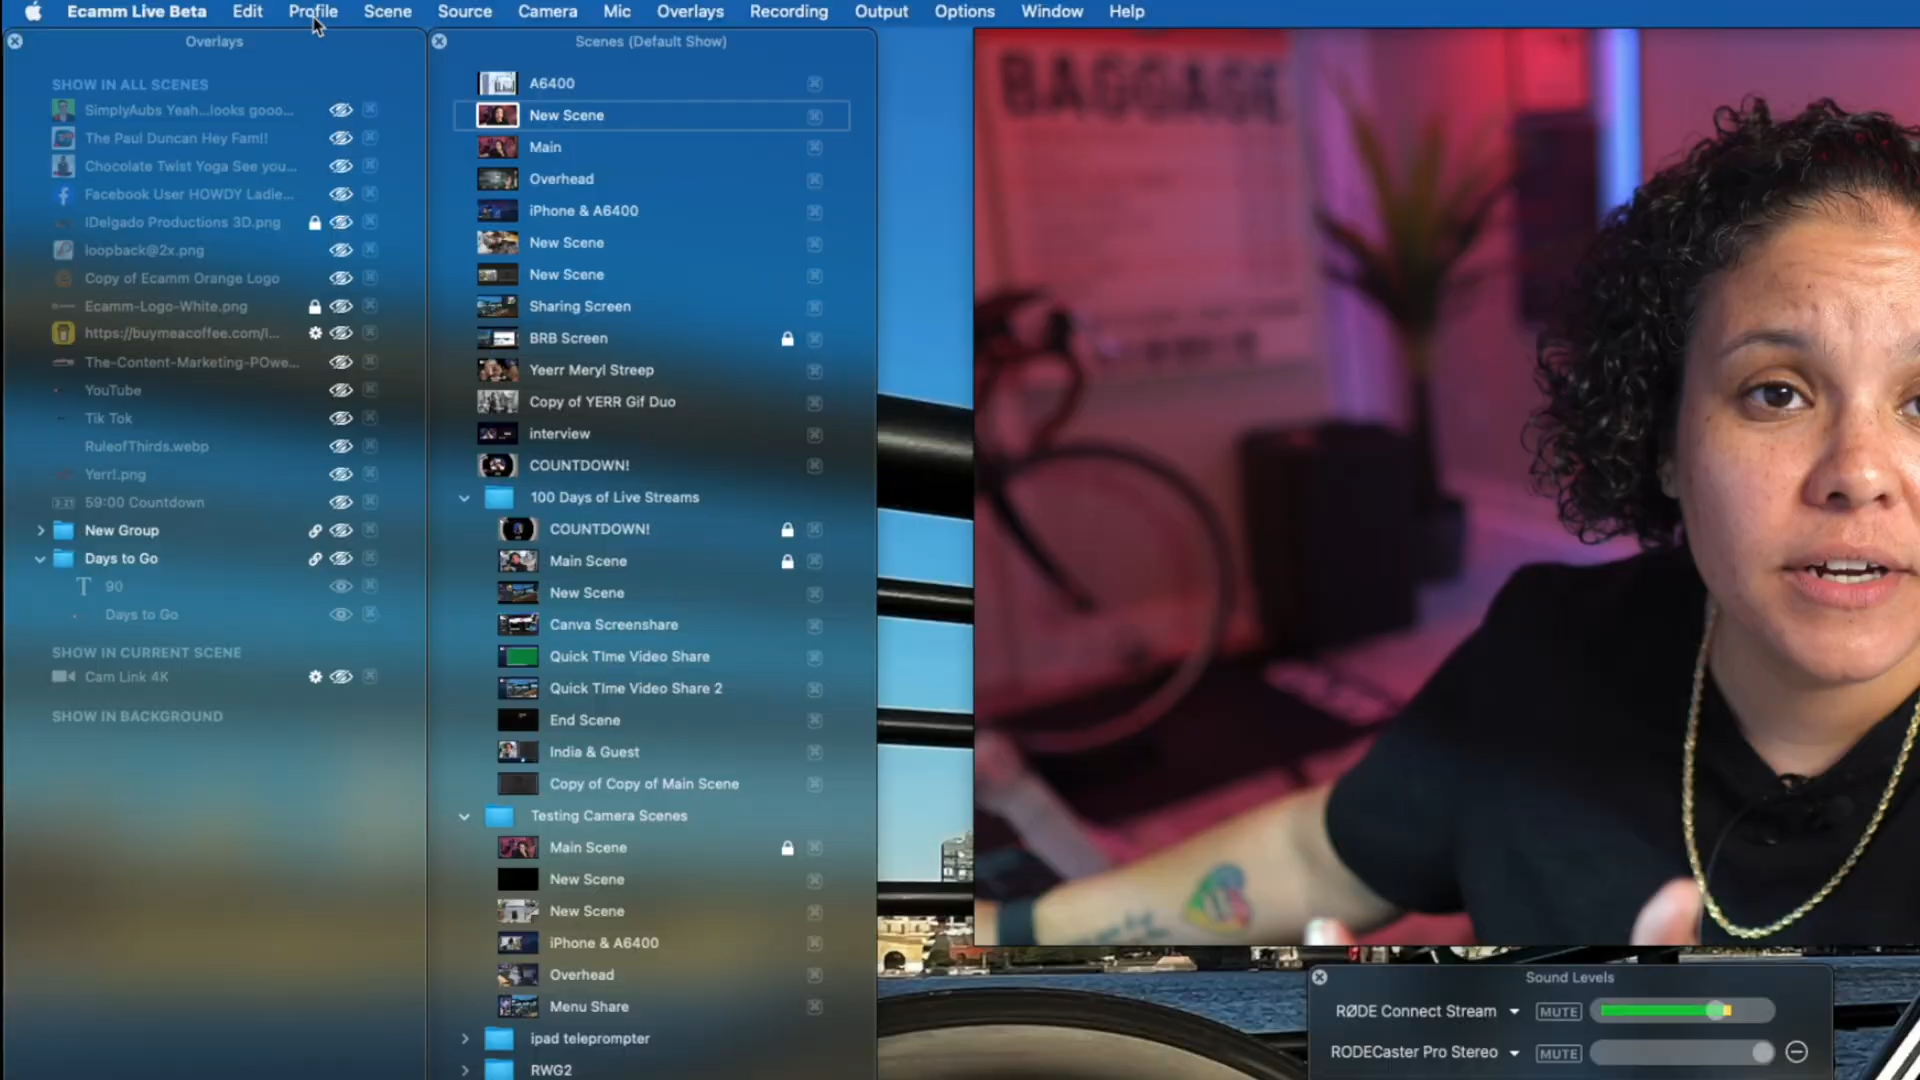 Ecamm Live Beta Edit Profile Scene Source Camera Mic Overlays Recording Output Options Window Help
Overlays
SHOW IN ALL SCENES
SimplyAubs Yeah...looks gooo...
The Paul Duncan Hey Fam!!
Chocolate Twist Yoga See you...
Facebook User HOWDY Ladie...
IDelgado Productions 3D.png
loopback@2x.png
Copy of Ecamm Orange Logo
Ecamm-Logo-White.png
https://buymeacoffee.com/i...
The-Content-Marketing-POwe...
YouTube
Tik Tok
RuleofThirds.webp
Yerr!.png
59:00 Countdown
New Group
Days to Go
T 90
Days to Go
SHOW IN CURRENT SCENE
Cam Link 4K
SHOW IN BACKGROUND
Scenes (Default Show)
A6400
New Scene
Main
Overhead
iPhone & A6400
New Scene
New Scene
Sharing Screen
BRB Screen
Yeerr Meryl Streep
Copy of YERR Gif Duo
interview
COUNTDOWN!
100 Days of Live Streams
COUNTDOWN!
Main Scene
New Scene
Canva Screenshare
Quick TIme Video Share
Quick TIme Video Share 2
End Scene
India & Guest
Copy of Copy of Main Scene
Testing Camera Scenes
Main Scene
New Scene
New Scene
iPhone & A6400
Overhead
Menu Share
ipad teleprompter
RWG2
BAGGAGE
Sound Levels
RØDE Connect Stream MUTE
RODECaster Pro Stereo MUTE